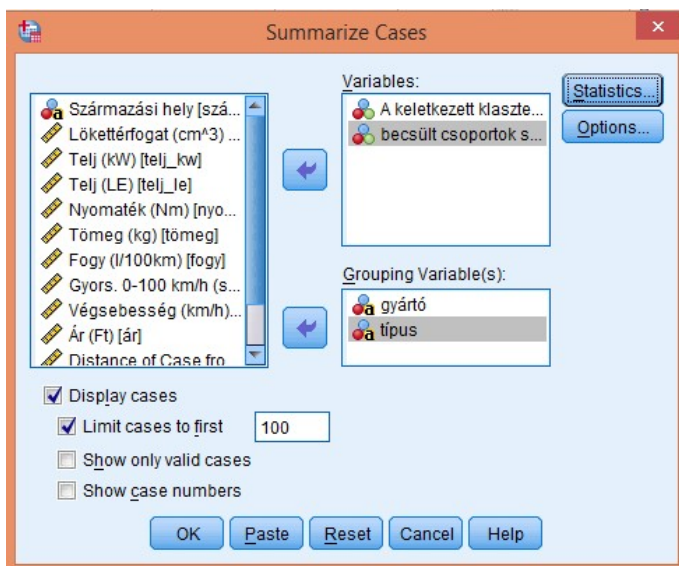 Summarize Cases
Származási hely [szá...
Lökettérfogat (cm^3) ...
Telj (kW) [telj_kw]
Telj (LE) [telj_le]
Nyomaték (Nm) [nyo...
Tömeg (kg) [tömeg]
Fogy (l/100km) [fogy]
Gyors. 0-100 km/h (s...
Végsebesség (km/h)...
Ár (Ft) [ár]
Distance of Case fro
Variables:
A keletkezett klaszte...
becsült csoportok s...
Grouping Variable(s):
gyártó
típus
Statistics...
Options...
Display cases
Limit cases to first 100
Show only valid cases
Show case numbers
OK Paste Reset Cancel Help